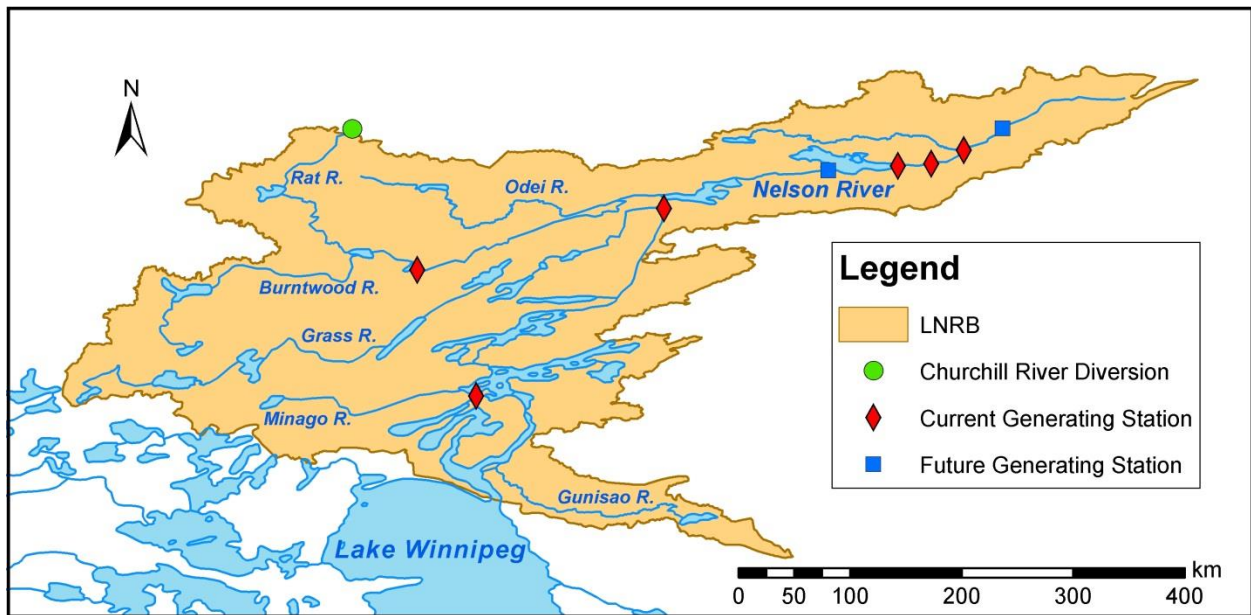 N
Rat R.
Odei R.
Nelson River
Burntwood R.
Grass R.
Minago R.
Gunisao R.
Lake Winnipeg
Legend
LNRB
Churchill River Diversion
Current Generating Station
Future Generating Station
km
0 50 100 200 300 400